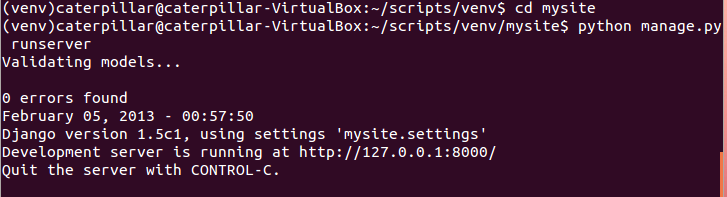 (venv)caterpillar@caterpillar-VirtualBox:~/scripts/venv$ cd mysite
(venv)caterpillar@caterpillar-VirtualBox:~/scripts/venv/mysite$ python manage.py
 runserver
Validating models...

0 errors found
February 05, 2013 - 00:57:50
Django version 1.5c1, using settings 'mysite.settings'
Development server is running at http://127.0.0.1:8000/
Quit the server with CONTROL-C.